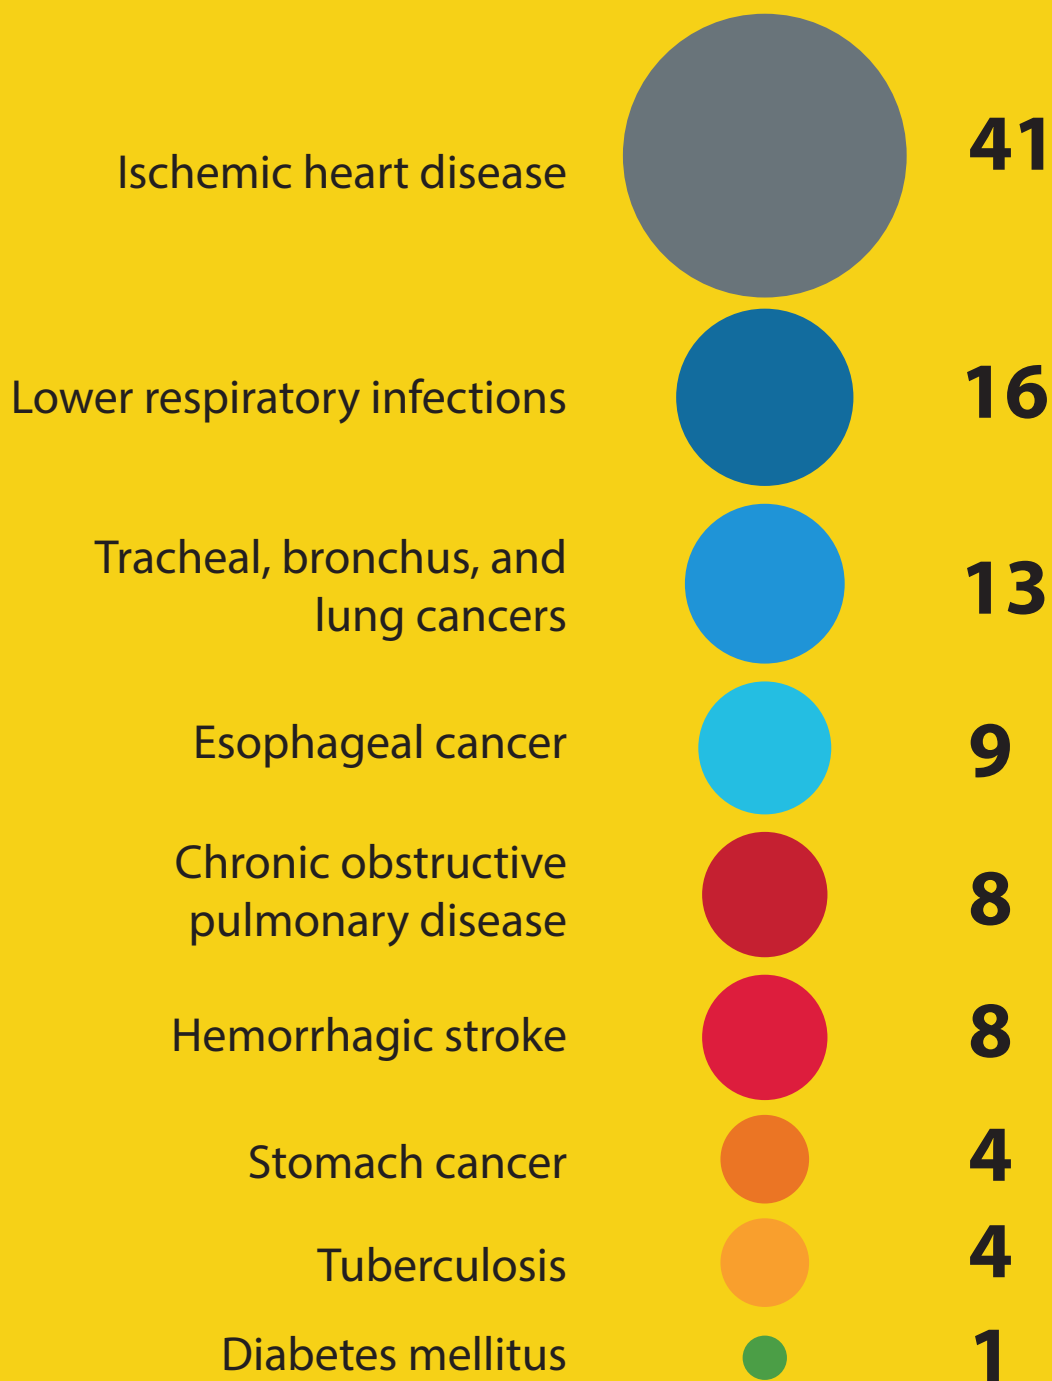 Ischemic heart disease 41
Lower respiratory infections 16
Tracheal, bronchus, and
lung cancers 13
Esophageal cancer 9
Chronic obstructive
pulmonary disease 8
Hemorrhagic stroke 8
Stomach cancer 4
Tuberculosis 4
Diabetes mellitus 1